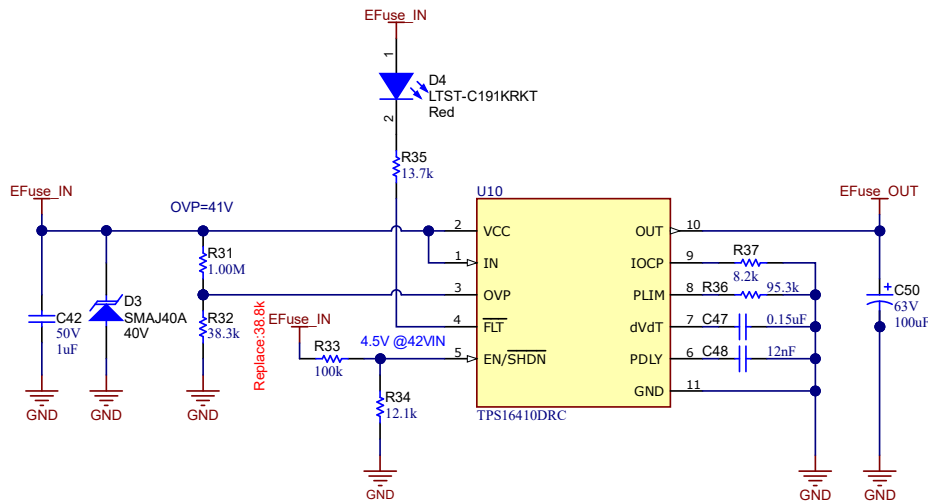 EFuse_IN
1
D4
LTST-C191KRKT
Red
2
R35
13.7k
EFuse_IN
OVP=41V
R31
1.00M
C42
50V
1uF
D3
SMAJ40A
40V
R32
38.3k
Replace:38.8k
EFuse_IN
R33
100k
4.5V @42VIN
R34
12.1k
U10
2 VCC
1 IN
3 OVP
4 FLT
5 EN/SHDN
OUT 10
IOCP 9
PLIM 8
dVdT 7
PDLY 6
GND 11
TPS16410DRC
R37
8.2k
R36 95.3k
C47 0.15uF
C48 12nF
EFuse_OUT
+
C50
63V
100uF
GND
GND
GND
GND
GND
GND